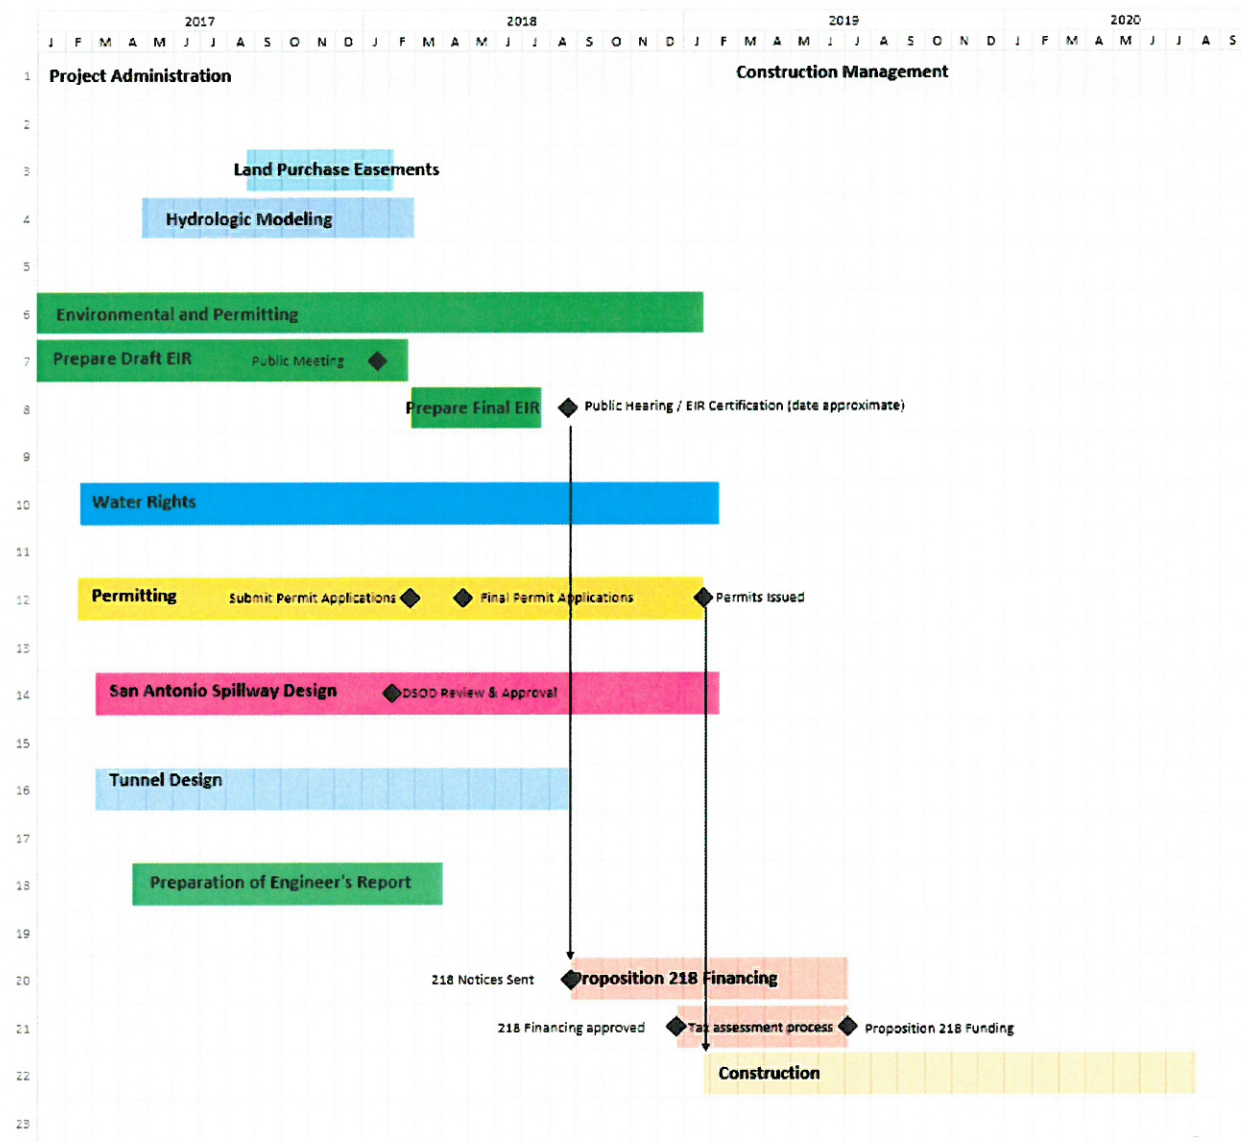 2017 2018 2019 2020
J F M A M J J A S O N D J F M A M J J A S O N D J F M A M J J A S O N D J F M A M J J A S
1 Project Administration Construction Management
2
3 Land Purchase Easements
4 Hydrologic Modeling
5
6 Environmental and Permitting
7 Prepare Draft EIR Public Meeting
8 Prepare Final EIR Public Hearing / EIR Certification (date approximate)
9
10 Water Rights
11
12 Permitting Submit Permit Applications Final Permit Applications Permits Issued
13
14 San Antonio Spillway Design DSOD Review & Approval
15
16 Tunnel Design
17
18 Preparation of Engineer's Report
19
20 218 Notices Sent Proposition 218 Financing
21 218 Financing approved Tax assessment process Proposition 218 Funding
22 Construction
23